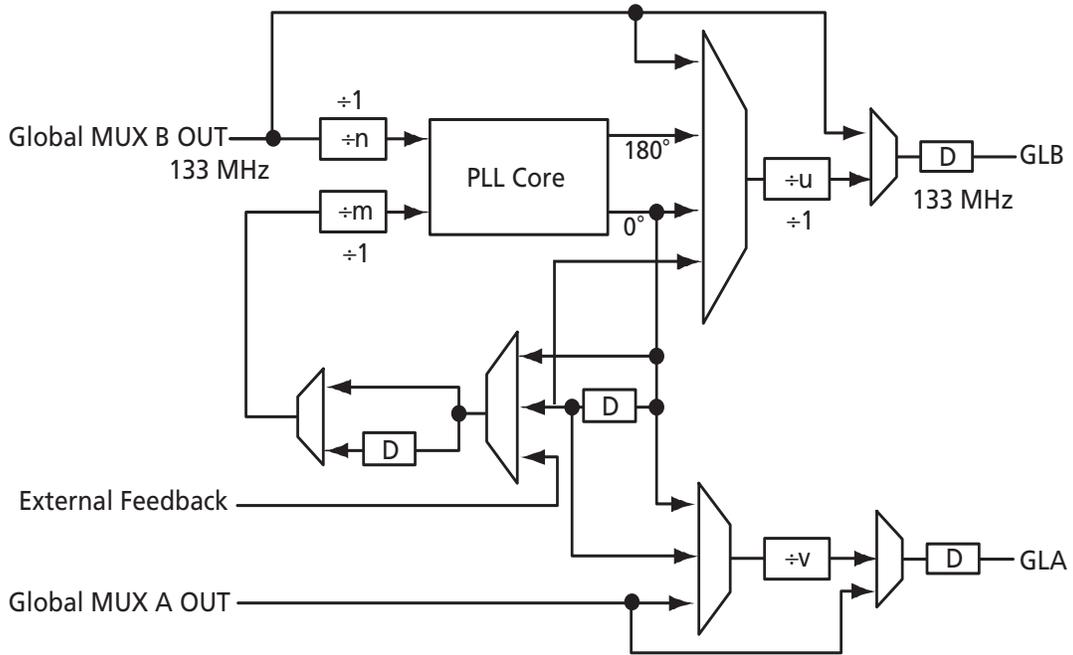 ÷1
Global MUX B OUT
÷n
180°
GLB
133 MHz
PLL Core
÷u
D
133 MHz
÷m
0°
÷1
÷1
D
D
External Feedback
÷v
D
GLA
Global MUX A OUT